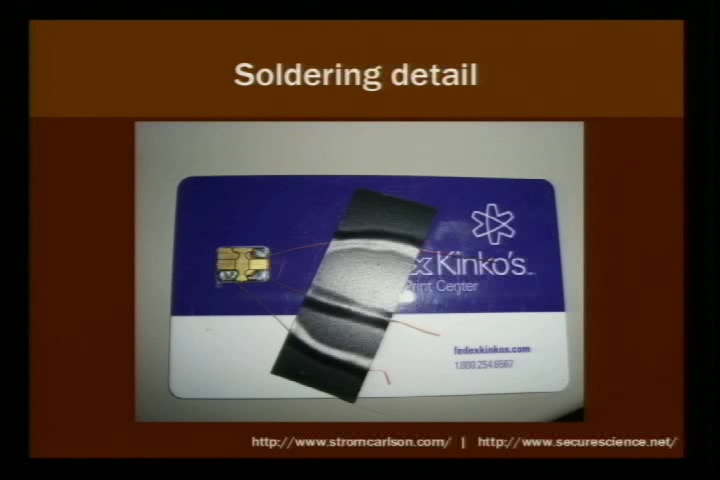 Soldering detail
ex Kinko's
Print Center
fedexkinkos.com
1.800.254.6567
http://www.stromcarlson.com/ | http://www.securescience.net/